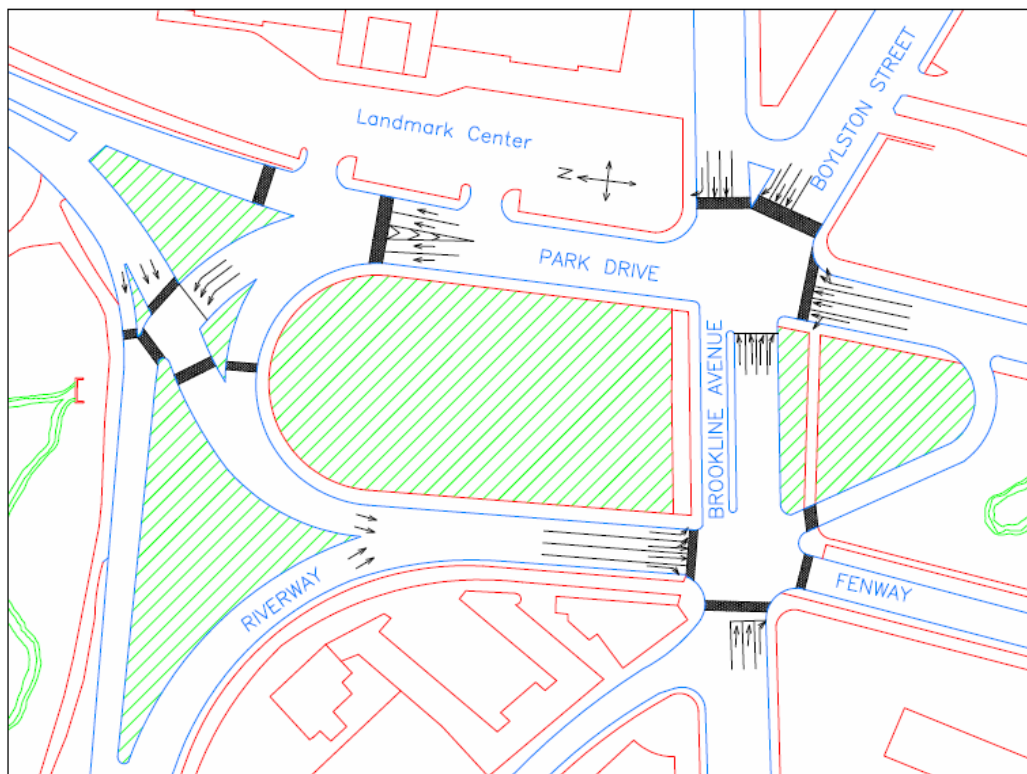 BOYLSTON STREET
Landmark Center
N
PARK DRIVE
BROOKLINE AVENUE
RIVERWAY
FENWAY